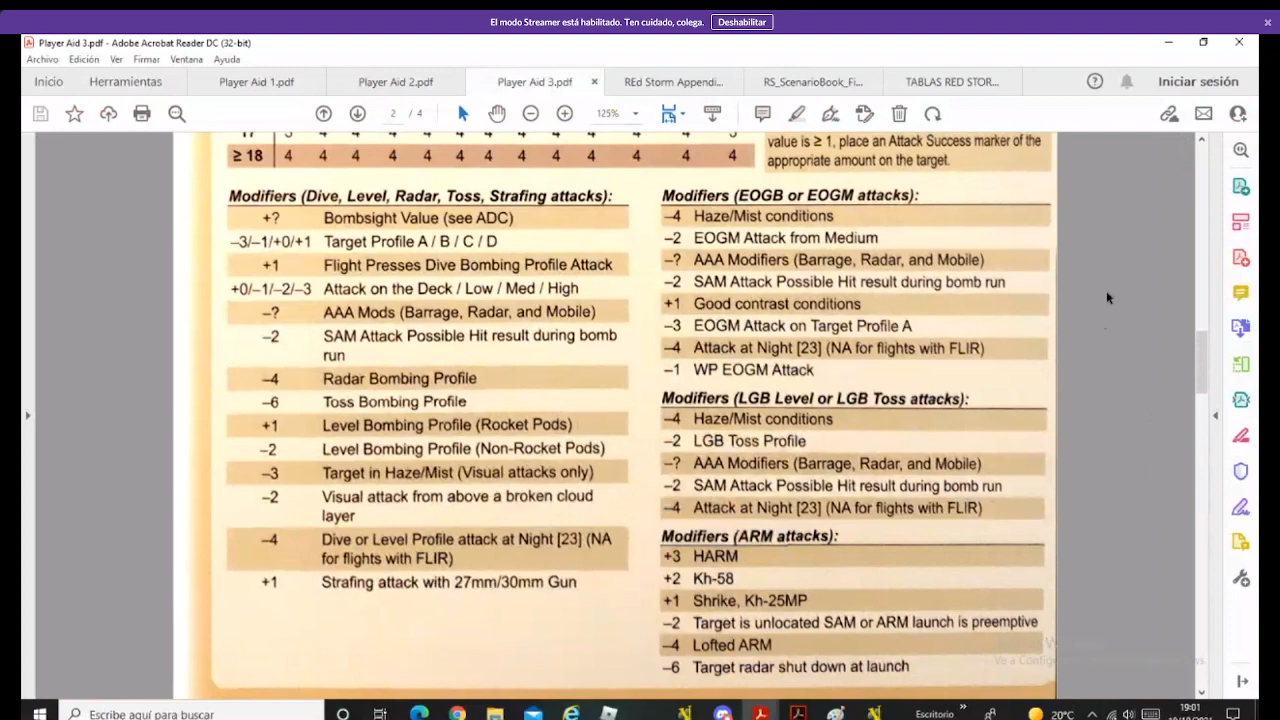 El modo Streamer está habilitado. Ten cuidado, colega. Deshabilitar
Player Aid 3.pdf - Adobe Acrobat Reader DC (32-bit)
Archivo Edición Ver Firmar Ventana Ayuda
Inicio Herramientas Player Aid 1.pdf Player Aid 2.pdf Player Aid 3.pdf REd Storm Appendi... RS_ScenarioBook_Fi... TABLAS RED STOR... Iniciar sesión
2 / 4 125%
17 3 4 4 4 4 4 4 4 4 4 4 4 5
value is ≥ 1, place an Attack Success marker of the
≥ 18 4 4 4 4 4 4 4 4 4 4 4 4 4
appropriate amount on the target.
Modifiers (Dive, Level, Radar, Toss, Strafing attacks):
+? Bombsight Value (see ADC)
–3/–1/+0/+1 Target Profile A / B / C / D
+1 Flight Presses Dive Bombing Profile Attack
+0/–1/–2/–3 Attack on the Deck / Low / Med / High
–? AAA Mods (Barrage, Radar, and Mobile)
–2 SAM Attack Possible Hit result during bomb
run
–4 Radar Bombing Profile
–6 Toss Bombing Profile
+1 Level Bombing Profile (Rocket Pods)
–2 Level Bombing Profile (Non-Rocket Pods)
–3 Target in Haze/Mist (Visual attacks only)
–2 Visual attack from above a broken cloud
layer
–4 Dive or Level Profile attack at Night [23] (NA
for flights with FLIR)
+1 Strafing attack with 27mm/30mm Gun
Modifiers (EOGB or EOGM attacks):
–4 Haze/Mist conditions
–2 EOGM Attack from Medium
–? AAA Modifiers (Barrage, Radar, and Mobile)
–2 SAM Attack Possible Hit result during bomb run
+1 Good contrast conditions
–3 EOGM Attack on Target Profile A
–4 Attack at Night [23] (NA for flights with FLIR)
–1 WP EOGM Attack
Modifiers (LGB Level or LGB Toss attacks):
–4 Haze/Mist conditions
–2 LGB Toss Profile
–? AAA Modifiers (Barrage, Radar, and Mobile)
–2 SAM Attack Possible Hit result during bomb run
–4 Attack at Night [23] (NA for flights with FLIR)
Modifiers (ARM attacks):
+3 HARM
+2 Kh-58
+1 Shrike, Kh-25MP
–2 Target is unlocated SAM or ARM launch is preemptive
–4 Lofted ARM
–6 Target radar shut down at launch
Escribe aquí para buscar
Escritorio 20°C 19:01